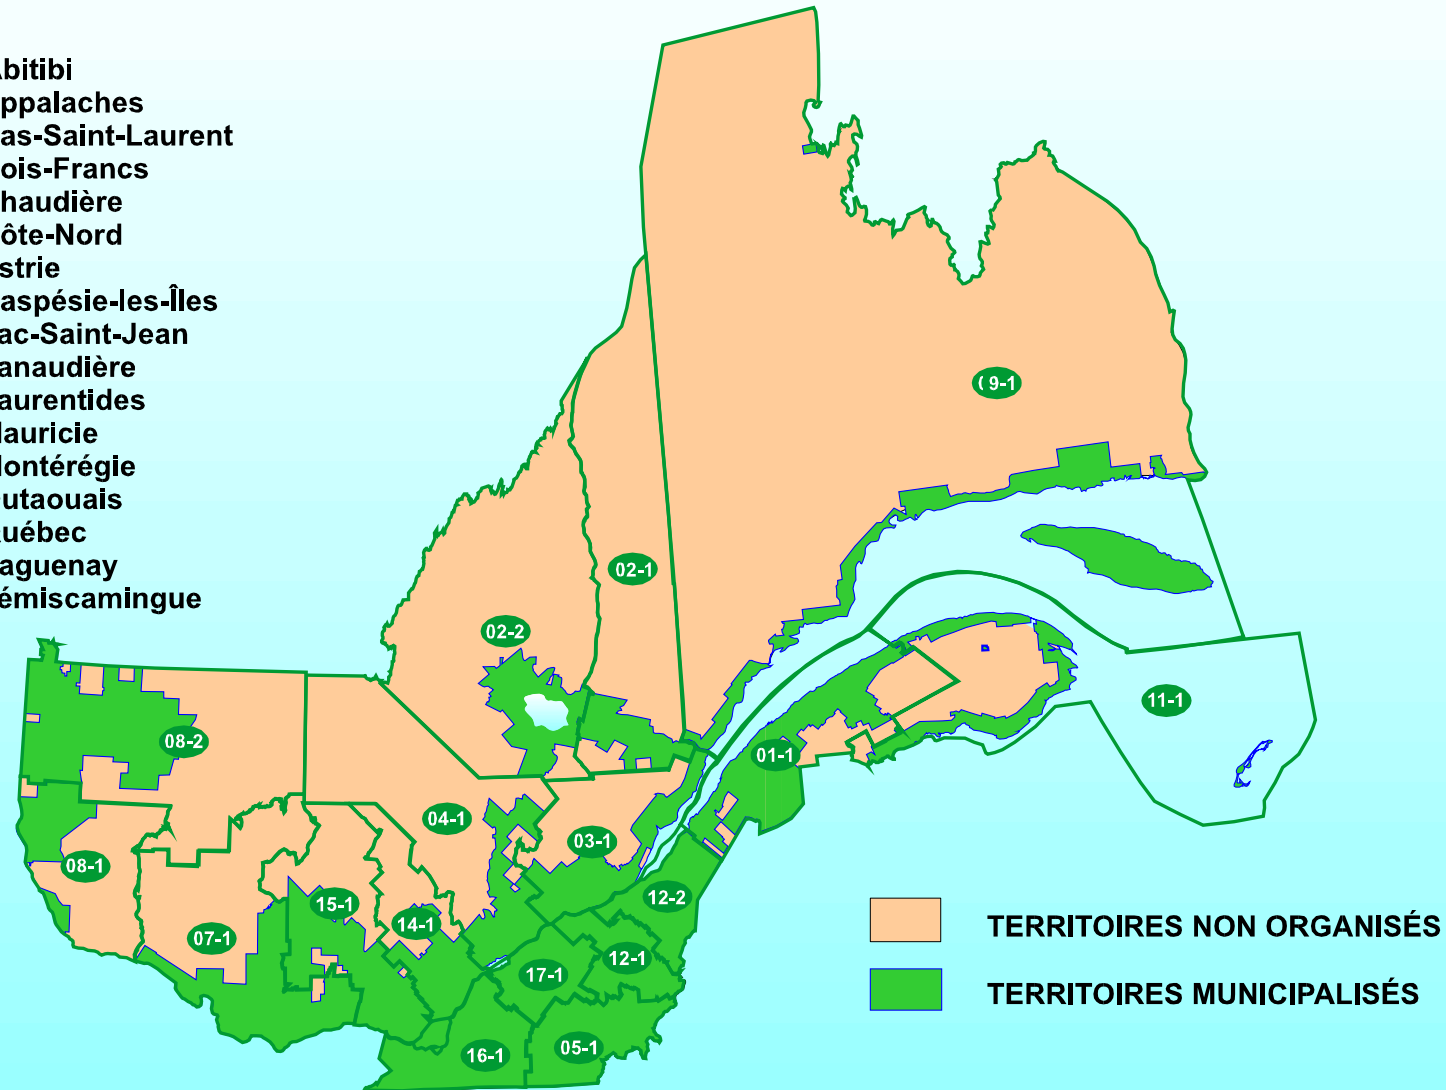 bitibi
ppalaches
as-Saint-Laurent
ois-Francs
haudière
ôte-Nord
strie
aspésie-les-Îles
ac-Saint-Jean
anaudière
aurentides
auricie
ontérégie
utaouais
uébec
aguenay
émiscamingue
9-1
02-1
02-2
11-1
08-2
01-1
04-1
03-1
08-1
12-2
15-1
14-1
07-1
12-1
17-1
16-1
05-1
TERRITOIRES NON ORGANISÉS
TERRITOIRES MUNICIPALISÉS